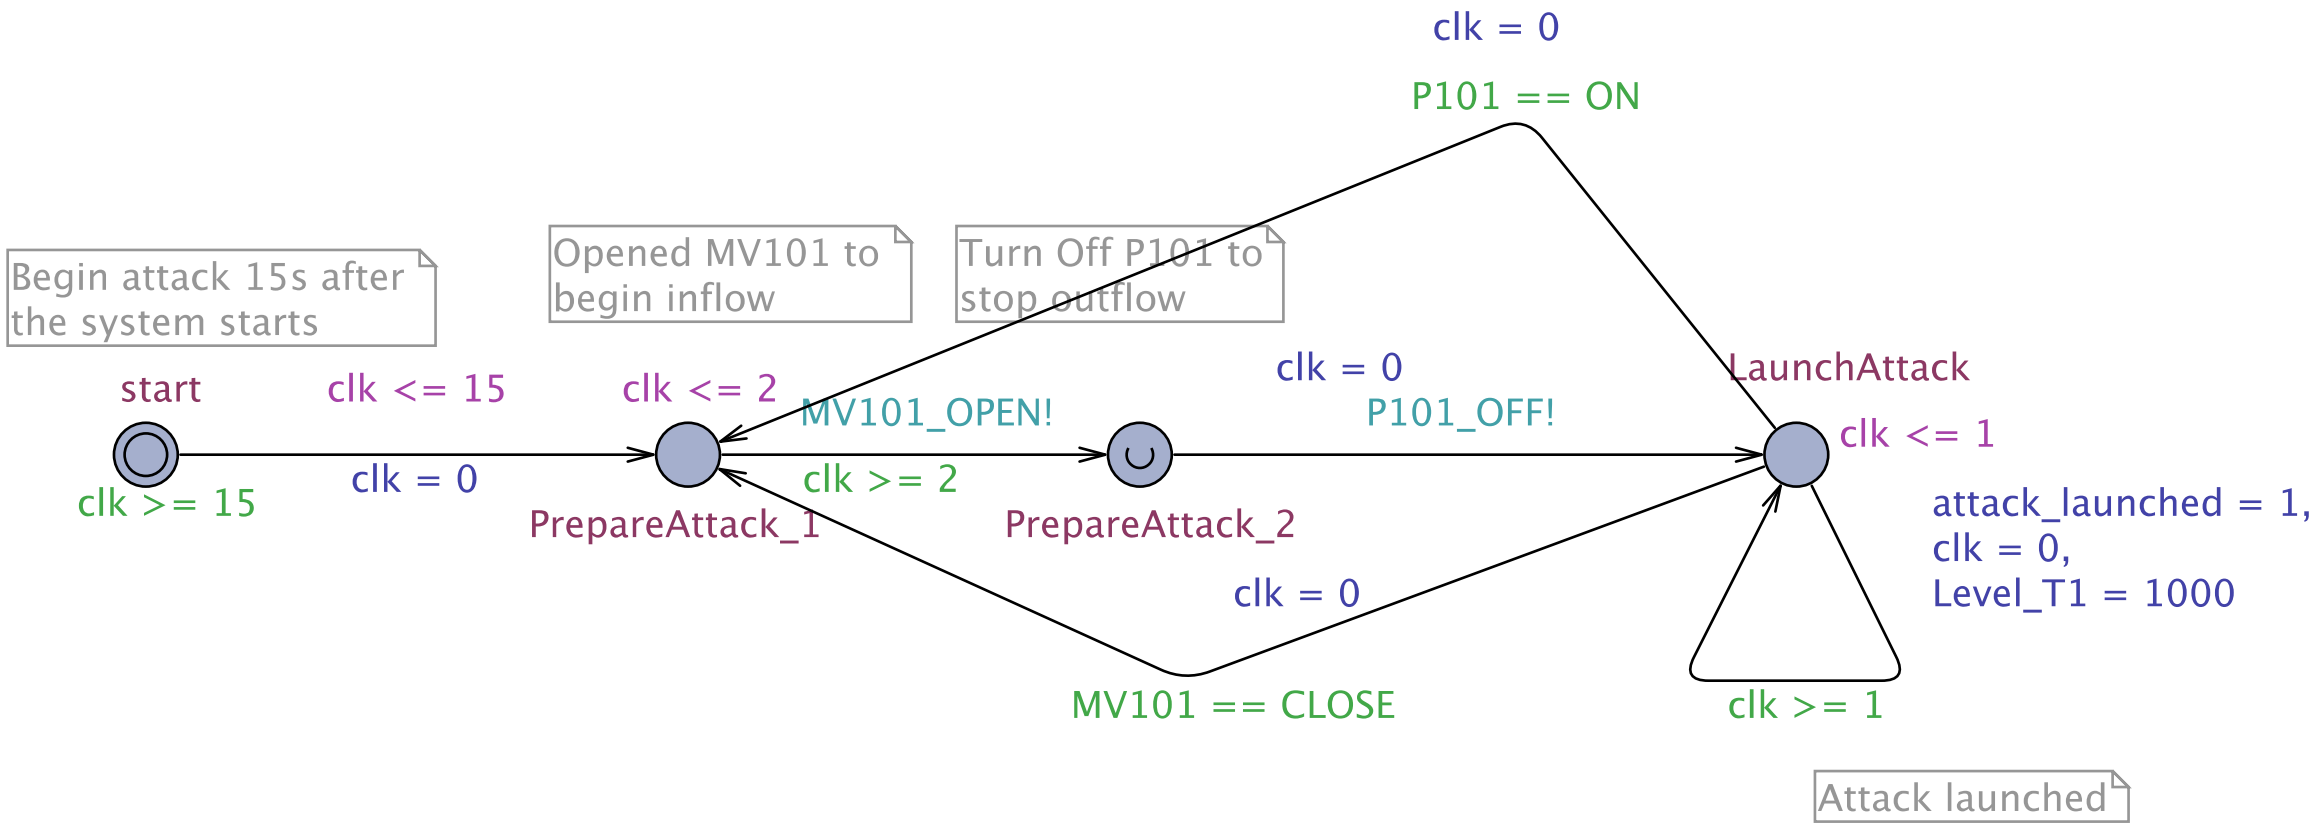 clk = 0
P101 == ON
Begin attack 15s after
the system starts
Opened MV101 to
begin inflow
Turn Off P101 to
stop outflow
start
clk <= 15
clk <= 2
MV101_OPEN!
clk = 0
P101_OFF!
LaunchAttack
clk <= 1
clk >= 15
clk = 0
clk >= 2
PrepareAttack_1
PrepareAttack_2
attack_launched = 1,
clk = 0,
Level_T1 = 1000
clk = 0
MV101 == CLOSE
clk >= 1
Attack launched